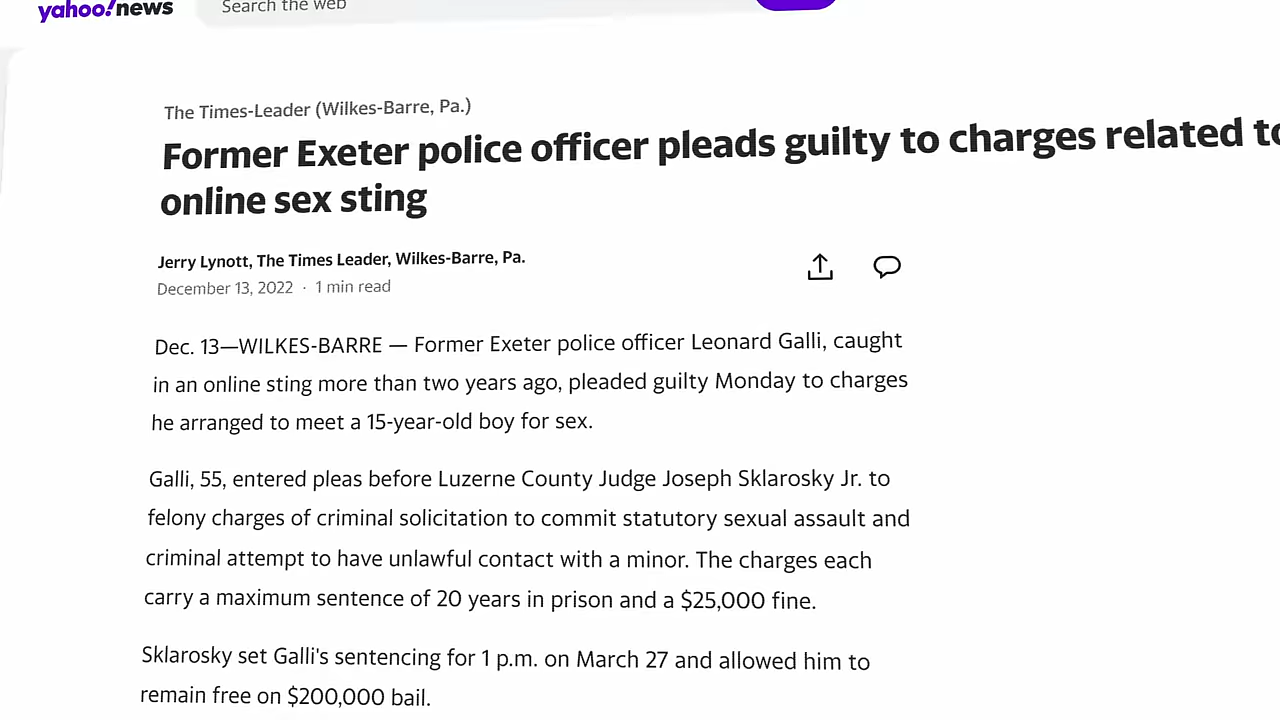 yahoo!news
Search the web
The Times-Leader (Wilkes-Barre, Pa.)
Former Exeter police officer pleads guilty to charges related to
online sex sting
Jerry Lynott, The Times Leader, Wilkes-Barre, Pa.
December 13, 2022 · 1 min read
Dec. 13—WILKES-BARRE — Former Exeter police officer Leonard Galli, caught
in an online sting more than two years ago, pleaded guilty Monday to charges
he arranged to meet a 15-year-old boy for sex.
Galli, 55, entered pleas before Luzerne County Judge Joseph Sklarosky Jr. to
felony charges of criminal solicitation to commit statutory sexual assault and
criminal attempt to have unlawful contact with a minor. The charges each
carry a maximum sentence of 20 years in prison and a $25,000 fine.
Sklarosky set Galli's sentencing for 1 p.m. on March 27 and allowed him to
remain free on $200,000 bail.